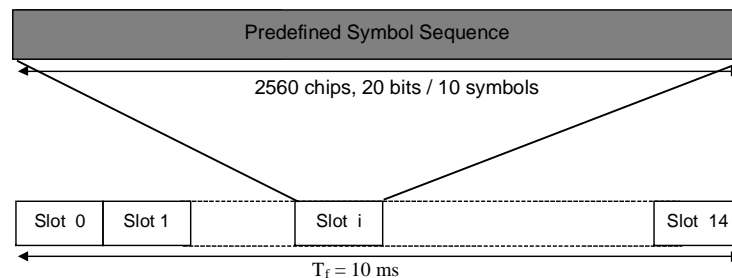 Predefined Symbol Sequence
2560 chips, 20 bits / 10 symbols
Slot 0 Slot 1 Slot i Slot 14
Tf = 10 ms